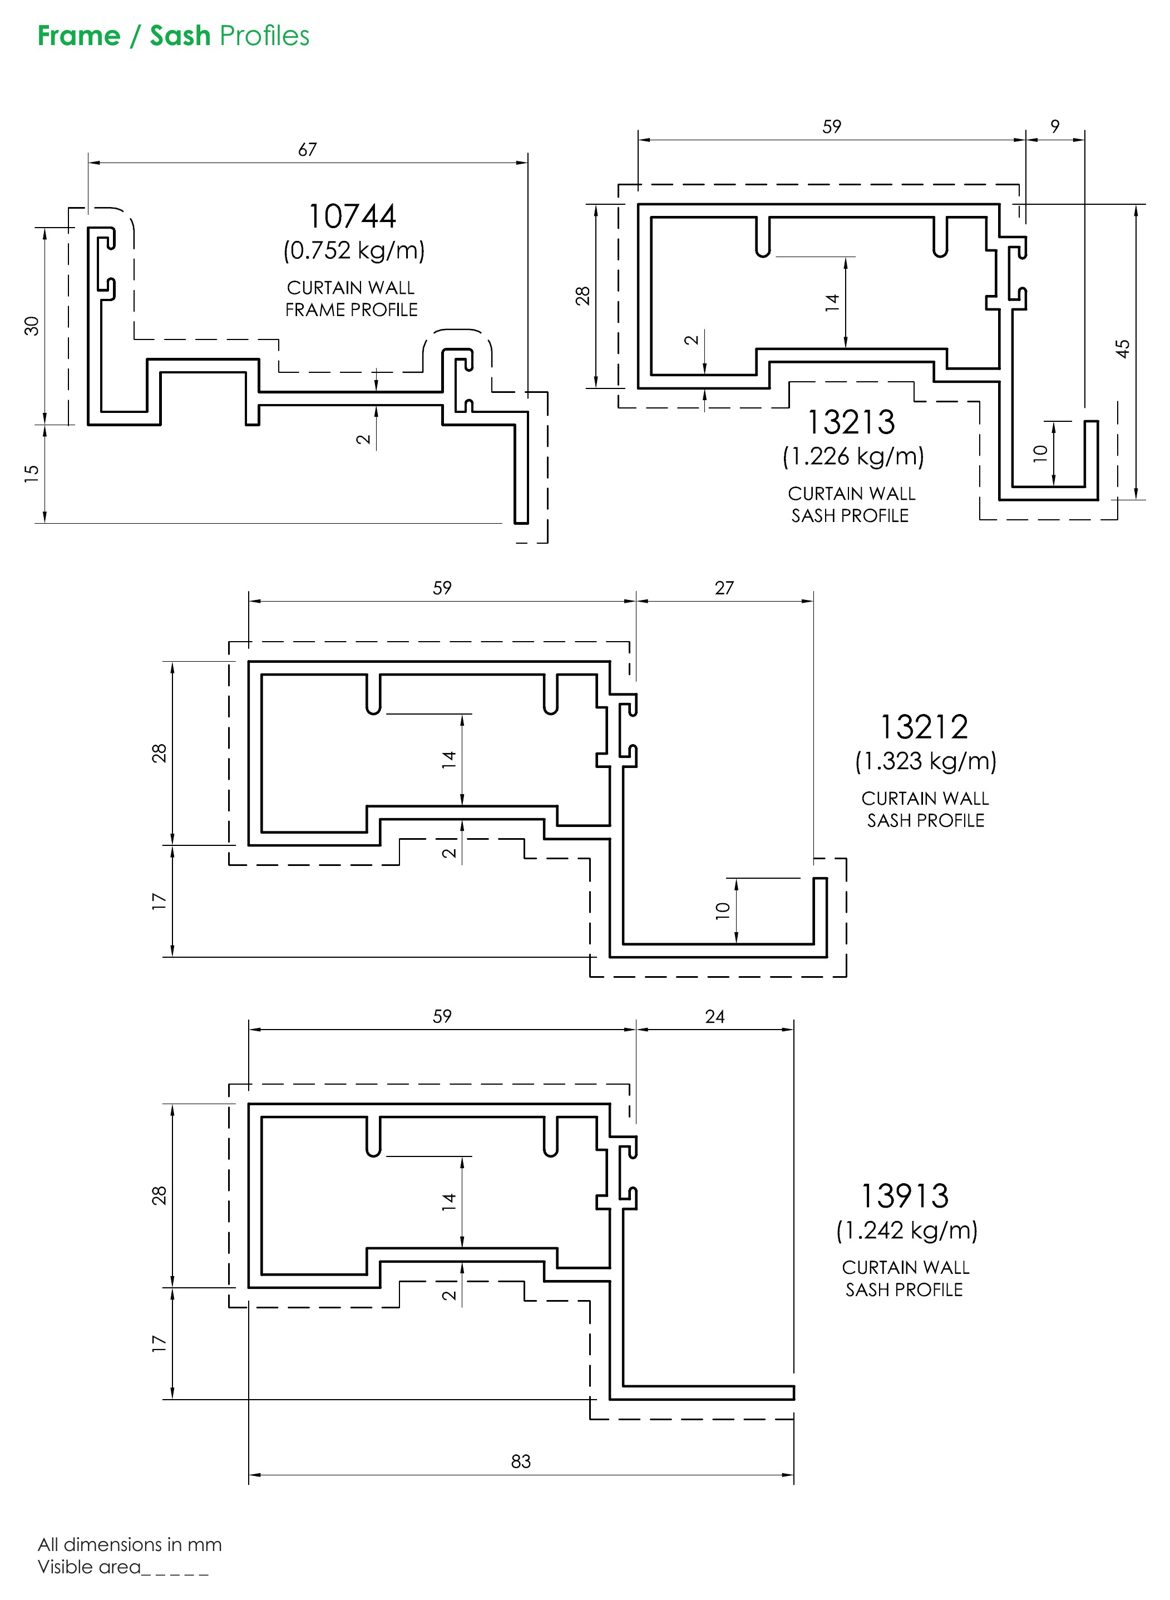 Frame / Sash Profiles
67
10744
(0.752 kg/m)
CURTAIN WALL
FRAME PROFILE
30
15
2
59
9
28
14
2
45
10
13213
(1.226 kg/m)
CURTAIN WALL
SASH PROFILE
59
27
28
14
2
17
10
13212
(1.323 kg/m)
CURTAIN WALL
SASH PROFILE
59
24
28
14
2
17
83
13913
(1.242 kg/m)
CURTAIN WALL
SASH PROFILE
All dimensions in mm
Visible area_ _ _ _ _